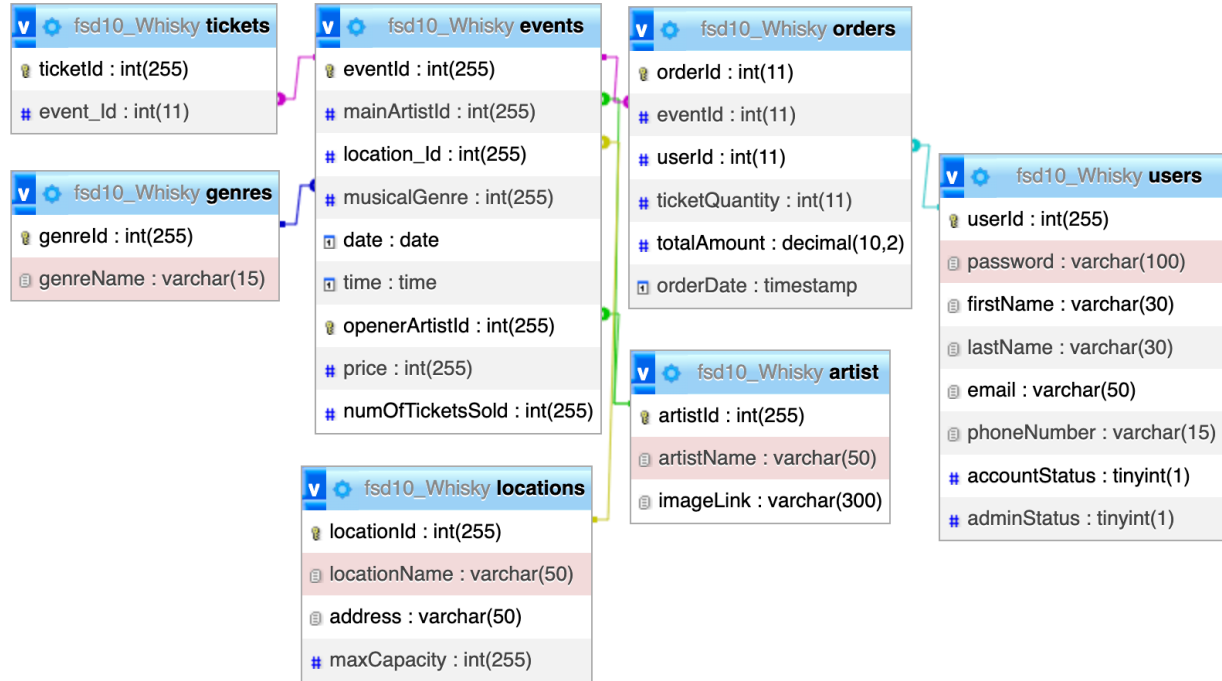 v fsd10_Whisky tickets
ticketId : int(255)
# event_Id : int(11)
v fsd10_Whisky genres
genreId : int(255)
genreName : varchar(15)
v fsd10_Whisky events
eventId : int(255)
# mainArtistId : int(255)
# location_Id : int(255)
# musicalGenre : int(255)
date : date
time : time
openerArtistId : int(255)
# price : int(255)
# numOfTicketsSold : int(255)
v fsd10_Whisky locations
locationId : int(255)
locationName : varchar(50)
address : varchar(50)
# maxCapacity : int(255)
v fsd10_Whisky orders
orderId : int(11)
# eventId : int(11)
# userId : int(11)
# ticketQuantity : int(11)
# totalAmount : decimal(10,2)
orderDate : timestamp
v fsd10_Whisky artist
artistId : int(255)
artistName : varchar(50)
imageLink : varchar(300)
v fsd10_Whisky users
userId : int(255)
password : varchar(100)
firstName : varchar(30)
lastName : varchar(30)
email : varchar(50)
phoneNumber : varchar(15)
# accountStatus : tinyint(1)
# adminStatus : tinyint(1)